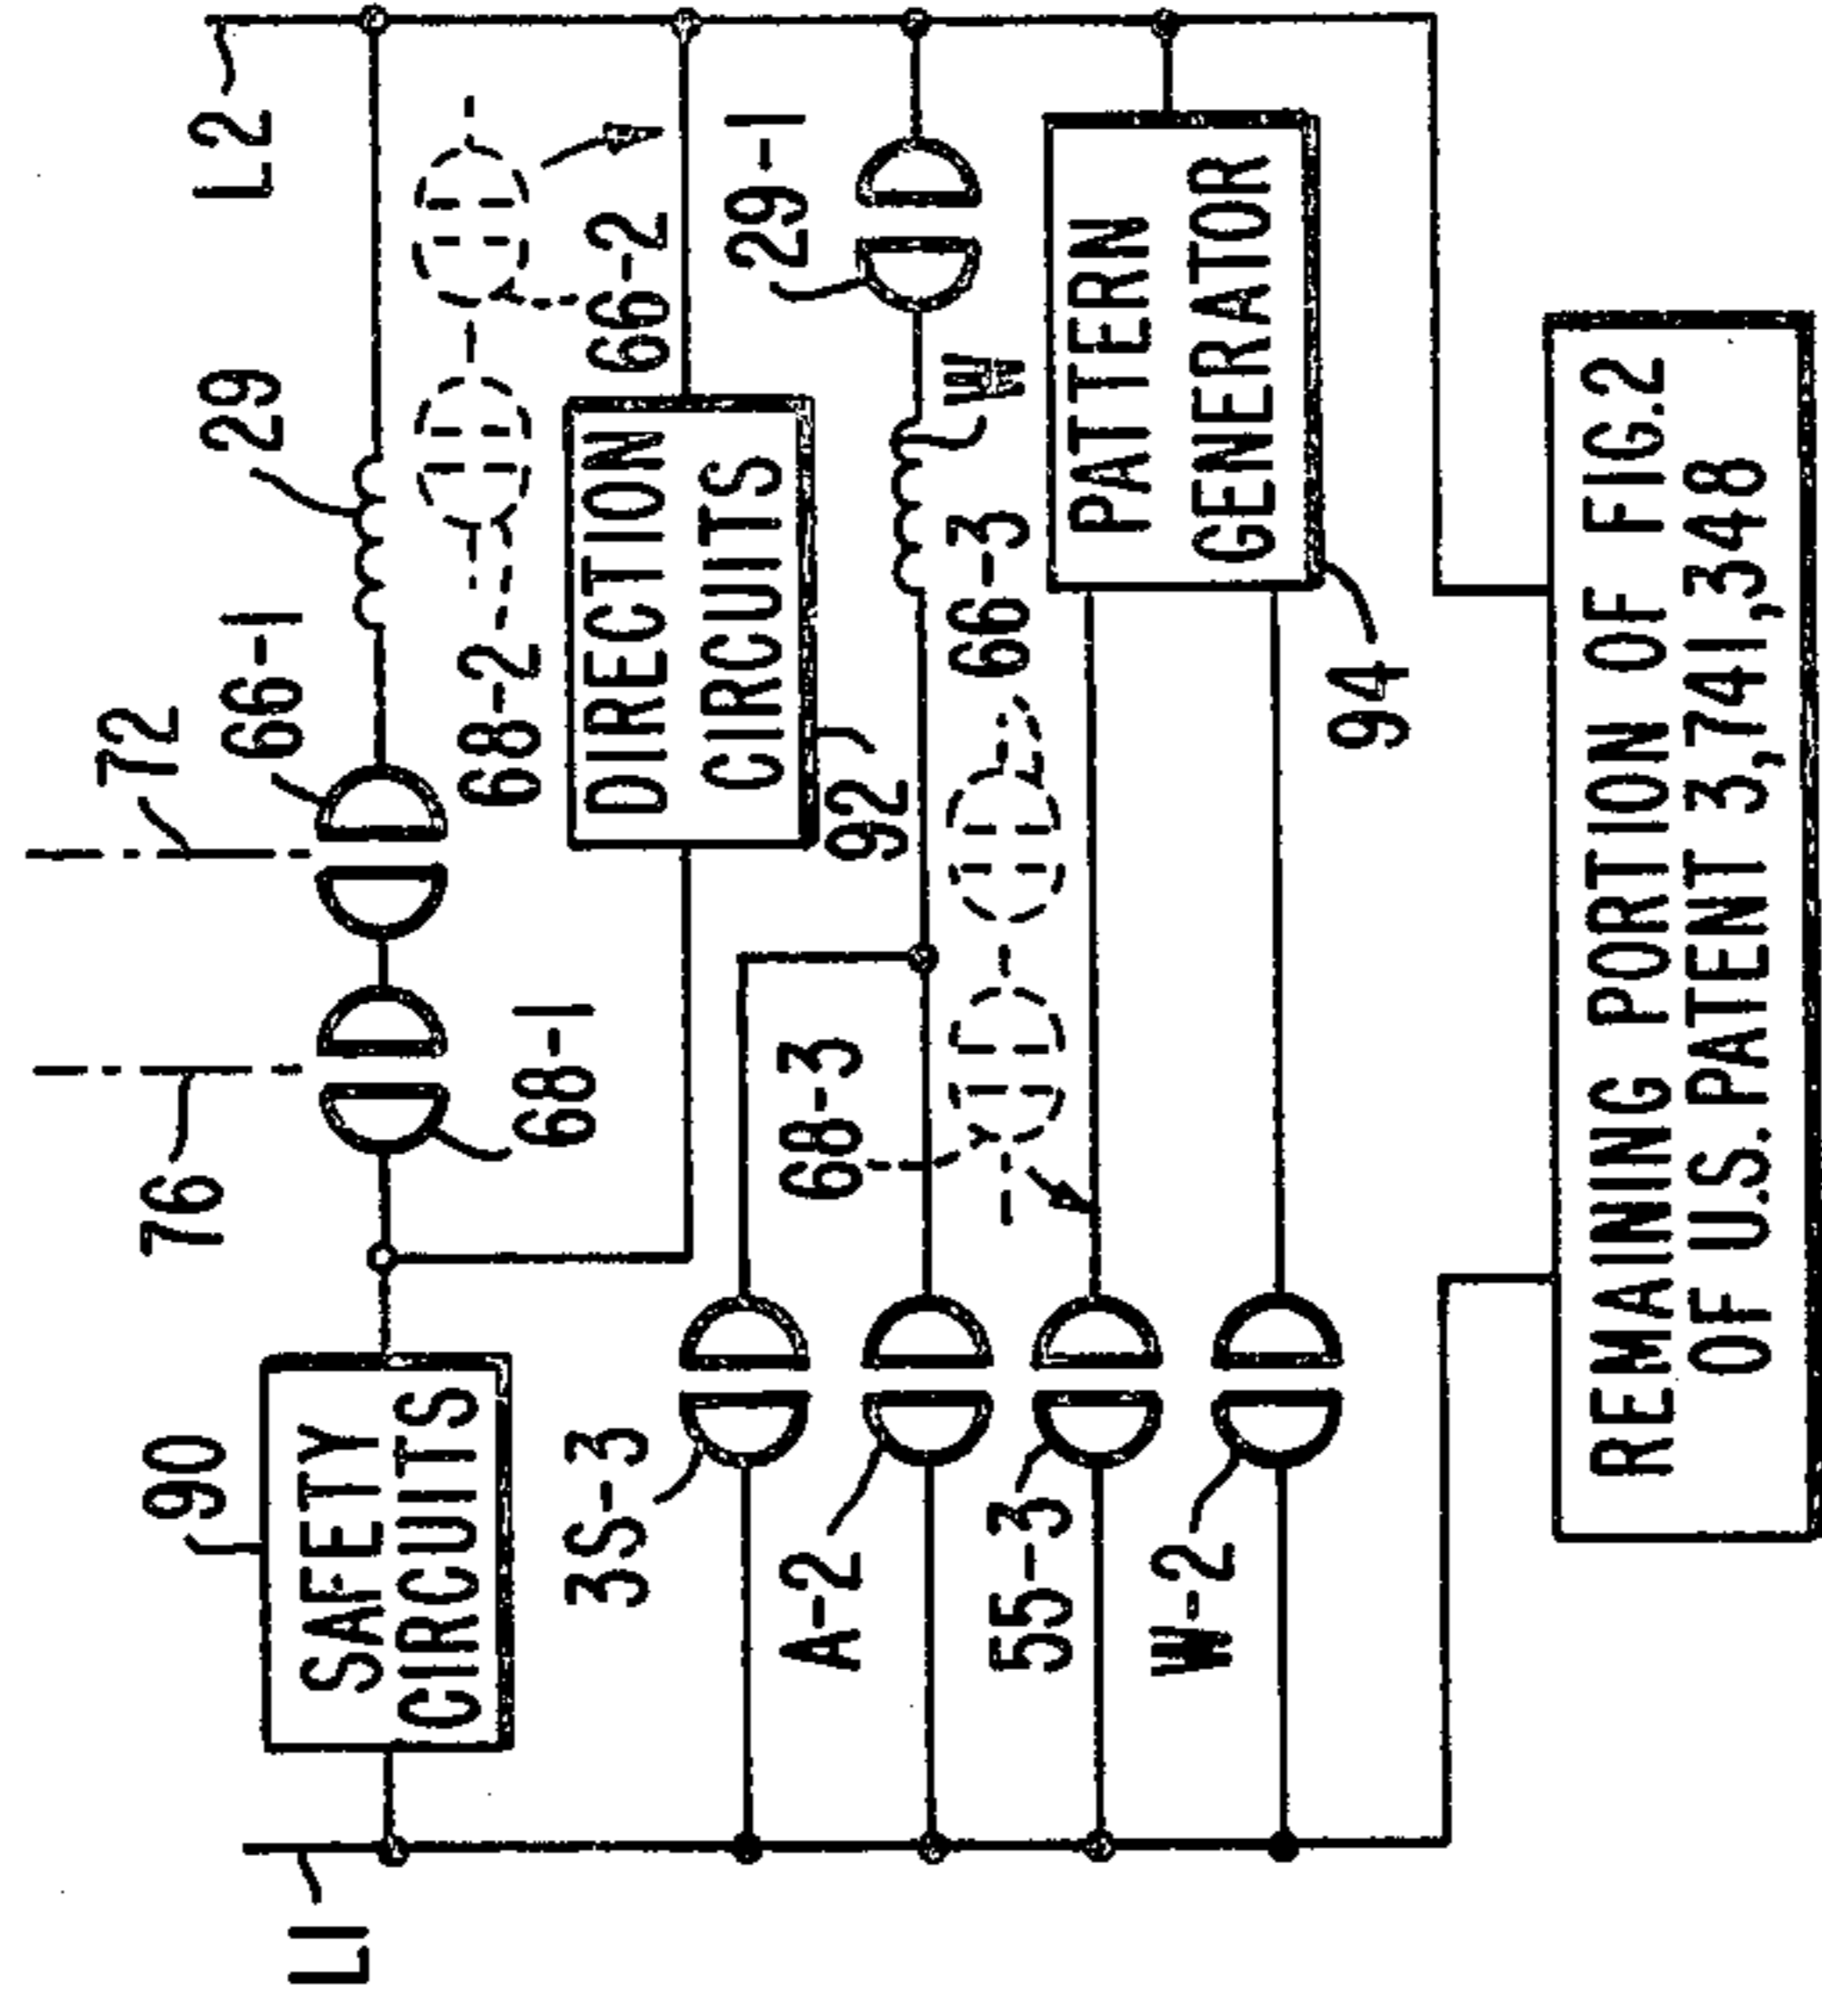 L1
L2
90
SAFETY
CIRCUITS
76
68-1
72
66-1
29
68-2
66-2
DIRECTION
CIRCUITS
92
3S-3
A-2
W
29-1
68-3
66-3
55-3
W-2
PATTERN
GENERATOR
94
REMAINING PORTION OF FIG.2
OF U.S. PATENT 3,741,348